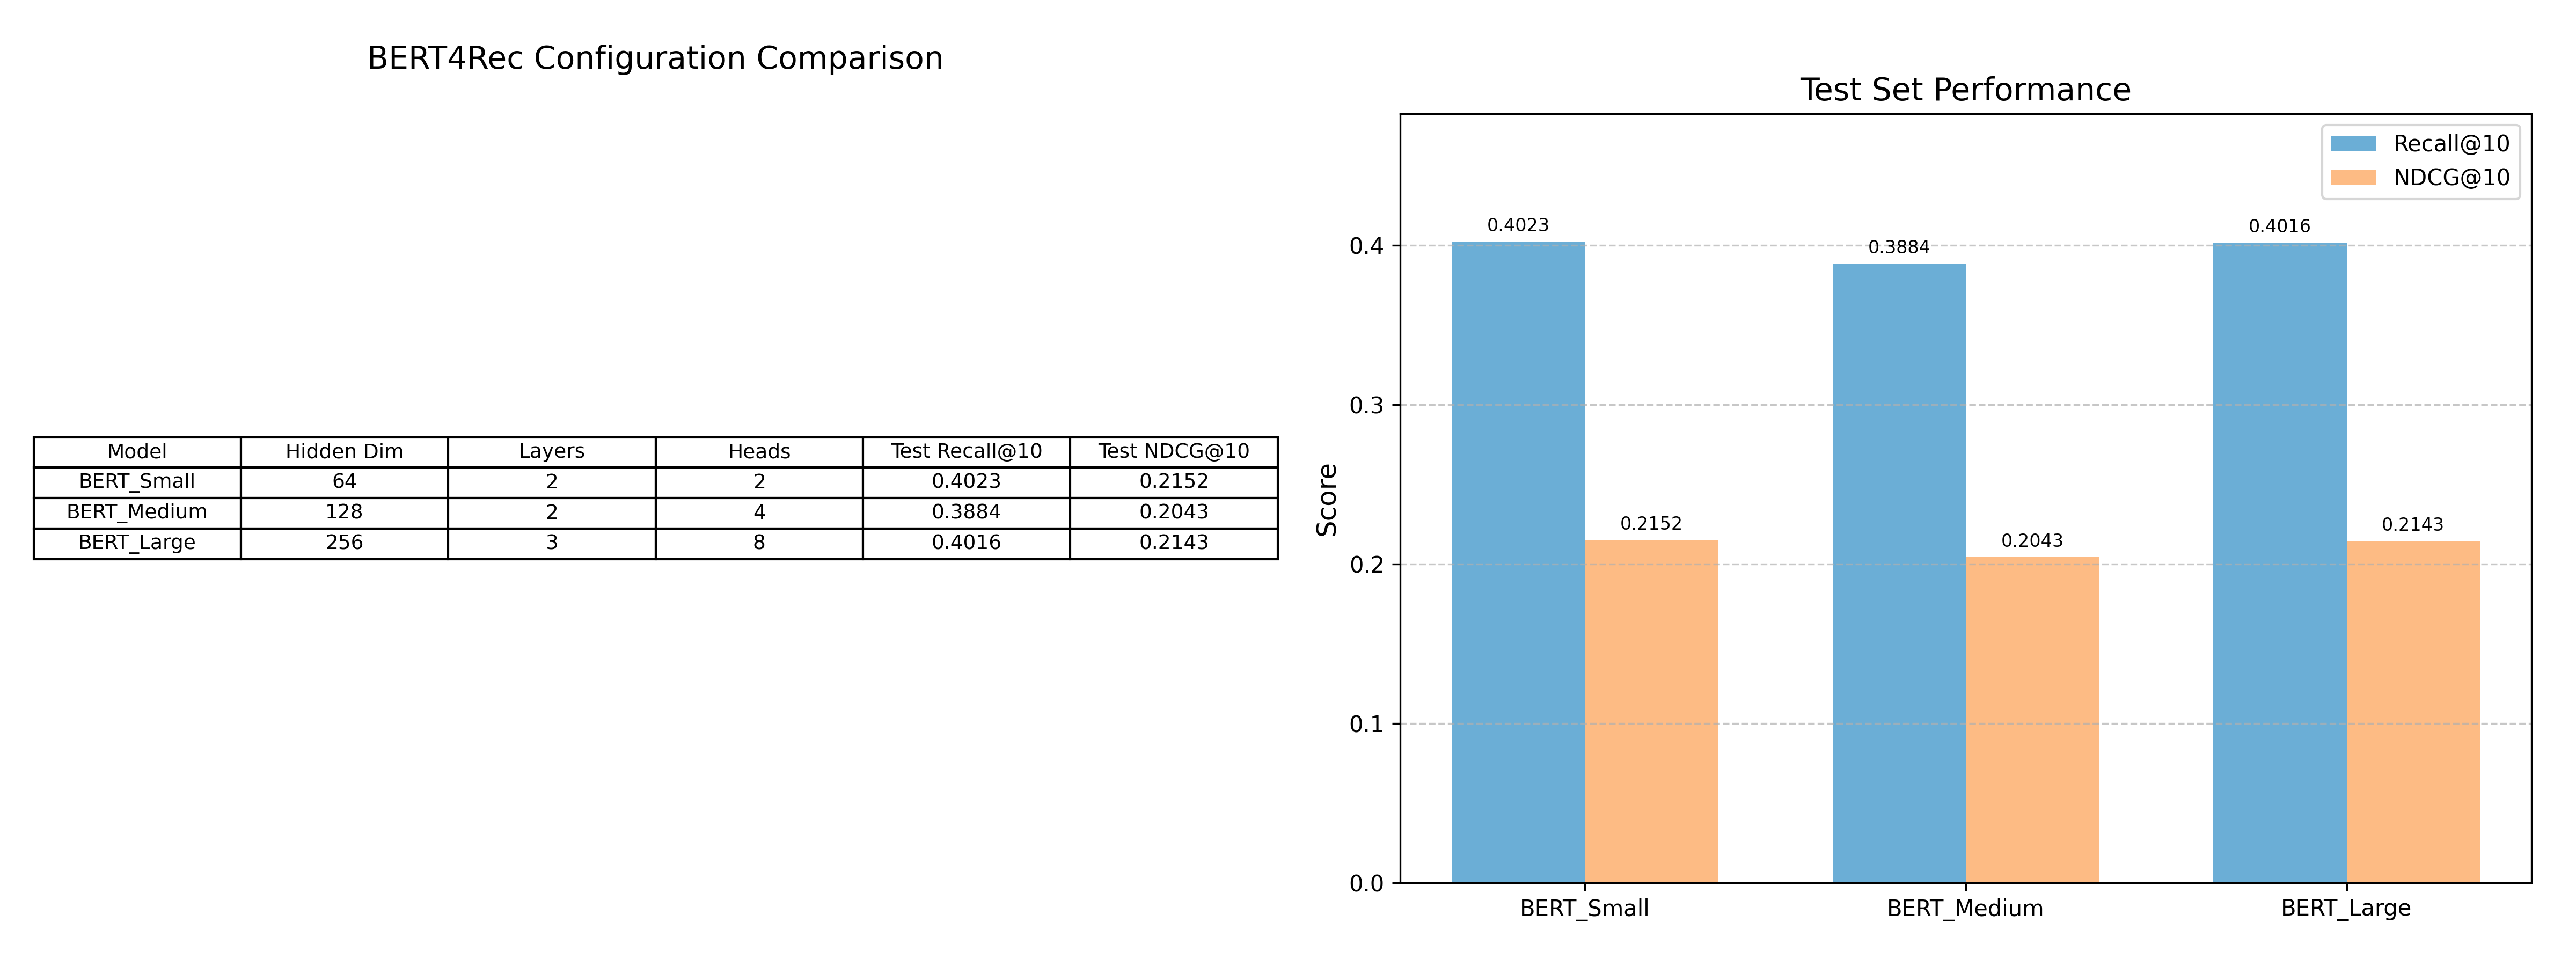 BERT4Rec Configuration Comparison
Model Hidden Dim Layers Heads Test Recall@10 Test NDCG@10
BERT_Small 64 2 2 0.4023 0.2152
BERT_Medium 128 2 4 0.3884 0.2043
BERT_Large 256 3 8 0.4016 0.2143
Test Set Performance
Recall@10
NDCG@10
0.4023
0.3884
0.4016
0.2152
0.2043
0.2143
Score
0.4
0.3
0.2
0.1
0.0
BERT_Small BERT_Medium BERT_Large